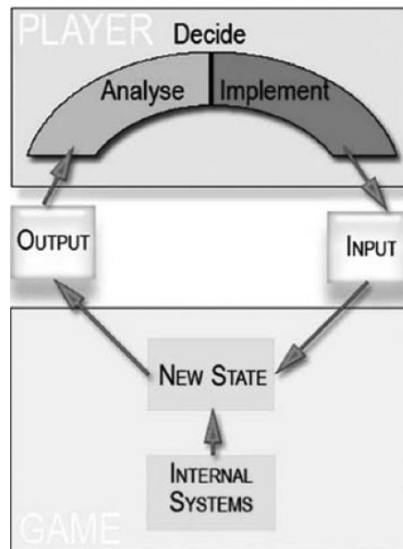 PLAYER
Decide
Analyse
Implement
OUTPUT
INPUT
NEW STATE
INTERNAL
SYSTEMS
GAME